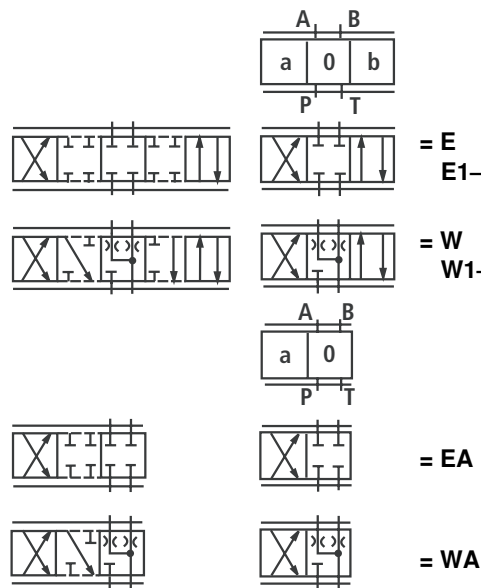 A B
a 0 b
P T
= E
E1–
= W
W1-
A B
a 0
P T
= EA
= WA